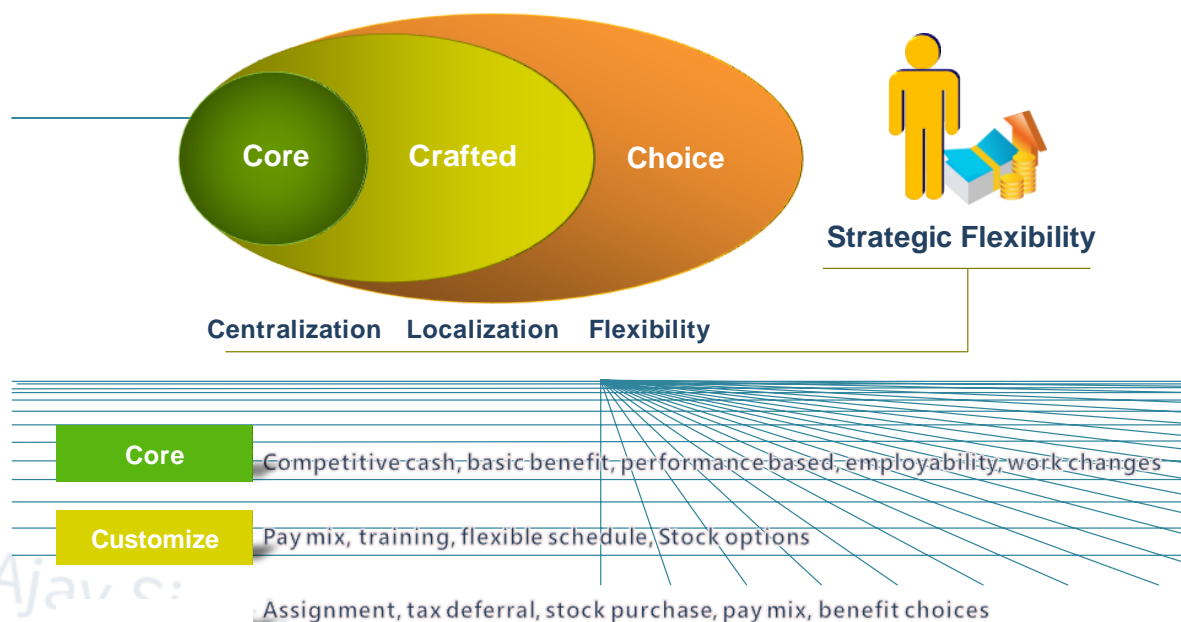 Core Crafted Choice
Strategic Flexibility
Centralization Localization Flexibility
Core
Competitive cash, basic benefit, performance based, employability, work changes
Customize
Pay mix, training, flexible schedule, Stock options
Assignment, tax deferral, stock purchase, pay mix, benefit choices